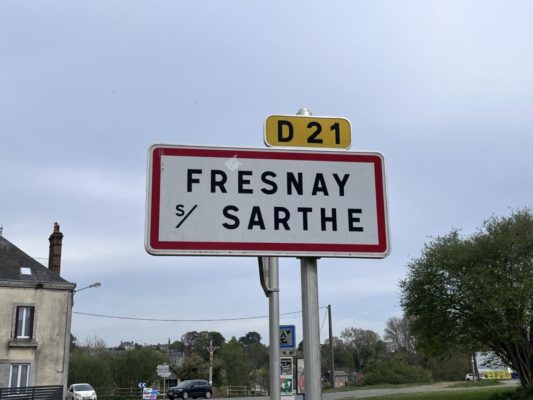 D 21
FRESNAY
s/ SARTHE